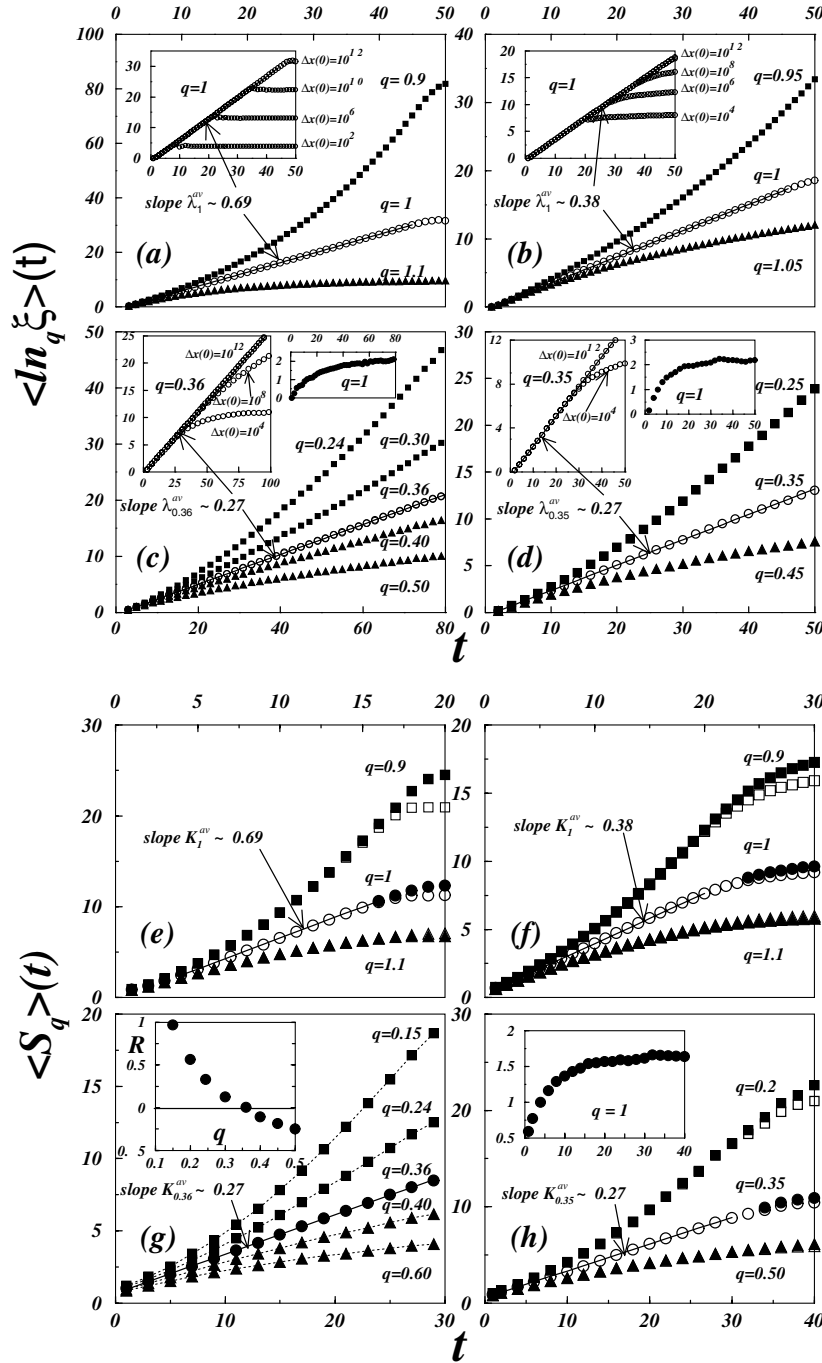 0 10 20 30 40 50
10 20 30 40 50
100
80
60
40
20
0
30
25
20
15
10
5
0
q=1
Δx(0)=10^12
Δx(0)=10^10
Δx(0)=10^6
Δx(0)=10^2
0 10 20 30 40 50
q= 0.9
slope λ_1^av ~ 0.69
q= 1
q= 1.1
(a)
40
30
20
10
0
20
15
10
5
0
q=1
Δx(0)=10^12
Δx(0)=10^8
Δx(0)=10^6
Δx(0)=10^4
0 10 20 30 40 50
q=0.95
slope λ_1^av ~ 0.38
q=1
q=1.05
(b)
<ln_q ξ>(t)
50
40
30
20
10
0
25
20
15
10
5
0
Δx(0)=10^12
q=0.36
Δx(0)=10^8
Δx(0)=10^4
0 25 50 75 100
0 20 40 60 80
2
0
q=1
q=0.24
q=0.30
q=0.36
slope λ_0.36^av ~ 0.27
q=0.40
q=0.50
(c)
0 20 40 60 80
30
25
20
15
10
5
0
12
8
4
0
Δx(0)=10^12
q=0.35
Δx(0)=10^4
0 10 20 30 40 50
3
2
1
0
q=1
0 10 20 30 40 50
q=0.25
q=0.35
slope λ_0.35^av ~ 0.27
q=0.45
(d)
10 20 30 40 50
t
5 10 15 20
10 20 30
30
20
10
0
q=0.9
slope K_1^av ~ 0.69
q=1
q=1.1
(e)
20
15
10
5
0
q=0.9
slope K_1^av ~ 0.38
q=1
q=1.1
(f)
<S_q>(t)
20
15
10
5
0
1
R
0.5
0
0.
5
q
0.1 0.2 0.3 0.4 0.5
q=0.15
q=0.24
q=0.36
slope K_0.36^av ~ 0.27
q=0.40
q=0.60
(g)
0 10 20 30
30
20
10
0
2
1.5
1
0.5
q = 1
0 10 20 30 40
q=0.2
q=0.35
slope K_0.35^av ~ 0.27
q=0.50
(h)
10 20 30 40
t